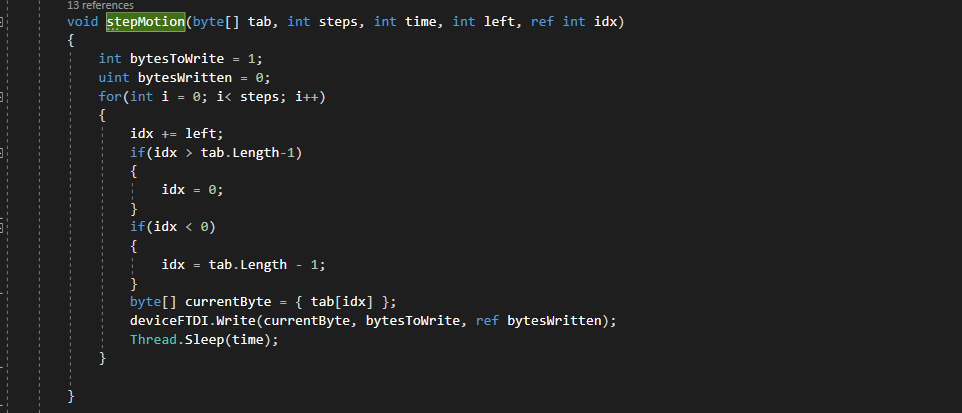 13 references
void stepMotion(byte[] tab, int steps, int time, int left, ref int idx)
{
int bytesToWrite = 1;
uint bytesWritten = 0;
for(int i = 0; i< steps; i++)
{
idx += left;
if(idx > tab.Length-1)
{
idx = 0;
}
if(idx < 0)
{
idx = tab.Length - 1;
}
byte[] currentByte = { tab[idx] };
deviceFTDI.Write(currentByte, bytesToWrite, ref bytesWritten);
Thread.Sleep(time);
}
}